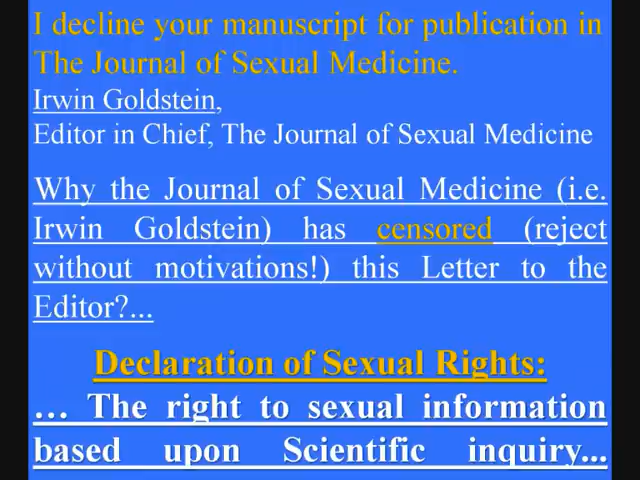 I decline your manuscript for publication in
The Journal of Sexual Medicine.
Irwin Goldstein,
Editor in Chief, The Journal of Sexual Medicine
Why the Journal of Sexual Medicine (i.e.
Irwin Goldstein) has censored (reject
without motivations!) this Letter to the
Editor?...
Declaration of Sexual Rights:
… The right to sexual information
based upon Scientific inquiry...